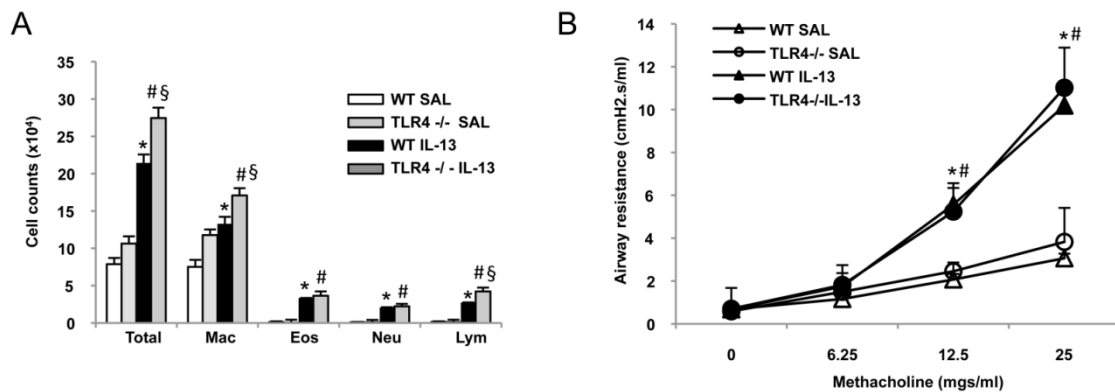 A
Cell counts (x10⁴)
35
30
25
20
15
10
5
0
Total Mac Eos Neu Lym
WT SAL
TLR4 -/- SAL
WT IL-13
TLR4 -/- IL-13
* #§
* #§
* #
* #
* #§
B
Airway resistance (cmH2.s/ml)
14
12
10
8
6
4
2
0
0 6.25 12.5 25
Methacholine (mgs/ml)
WT SAL
TLR4-/- SAL
WT IL-13
TLR4-/-IL-13
*#
*#